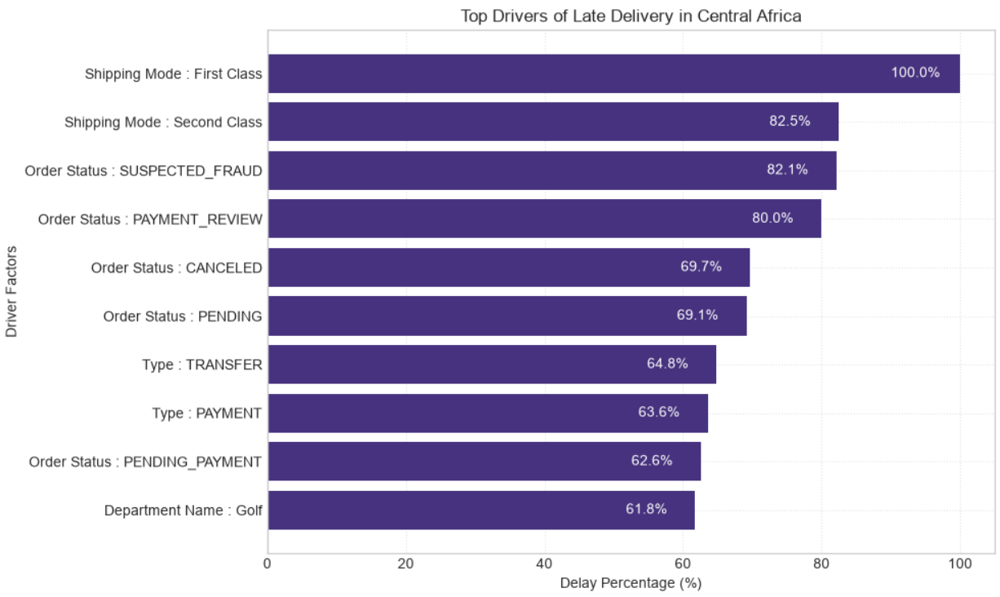 Top Drivers of Late Delivery in Central Africa
Driver Factors
Shipping Mode : First Class
100.0%
Shipping Mode : Second Class
82.5%
Order Status : SUSPECTED_FRAUD
82.1%
Order Status : PAYMENT_REVIEW
80.0%
Order Status : CANCELED
69.7%
Order Status : PENDING
69.1%
Type : TRANSFER
64.8%
Type : PAYMENT
63.6%
Order Status : PENDING_PAYMENT
62.6%
Department Name : Golf
61.8%
0 20 40 60 80 100
Delay Percentage (%)